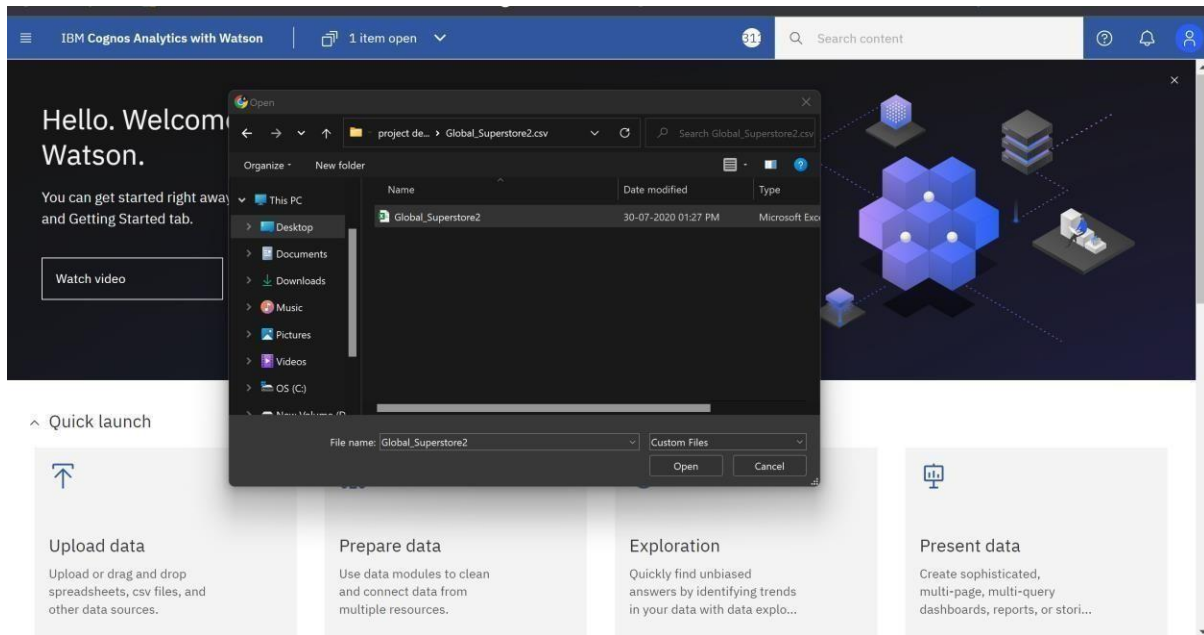 IBM Cognos Analytics with Watson
1 item open
Search content
Hello. Welcom
Watson.
You can get started right away
and Getting Started tab.
Watch video
Open
project de... › Global_Superstore2.csv
Search Global_Superstore2.csv
Organize
New folder
Name
Date modified
Type
This PC
Global_Superstore2
30-07-2020 01:27 PM
Microsoft Exc
Desktop
Documents
Downloads
Music
Pictures
Videos
OS (C:)
File name:
Global_Superstore2
Custom Files
Open
Cancel
Quick launch
Upload data
Upload or drag and drop
spreadsheets, csv files, and
other data sources.
Prepare data
Use data modules to clean
and connect data from
multiple resources.
Exploration
Quickly find unbiased
answers by identifying trends
in your data with data explo...
Present data
Create sophisticated,
multi-page, multi-query
dashboards, reports, or stori...